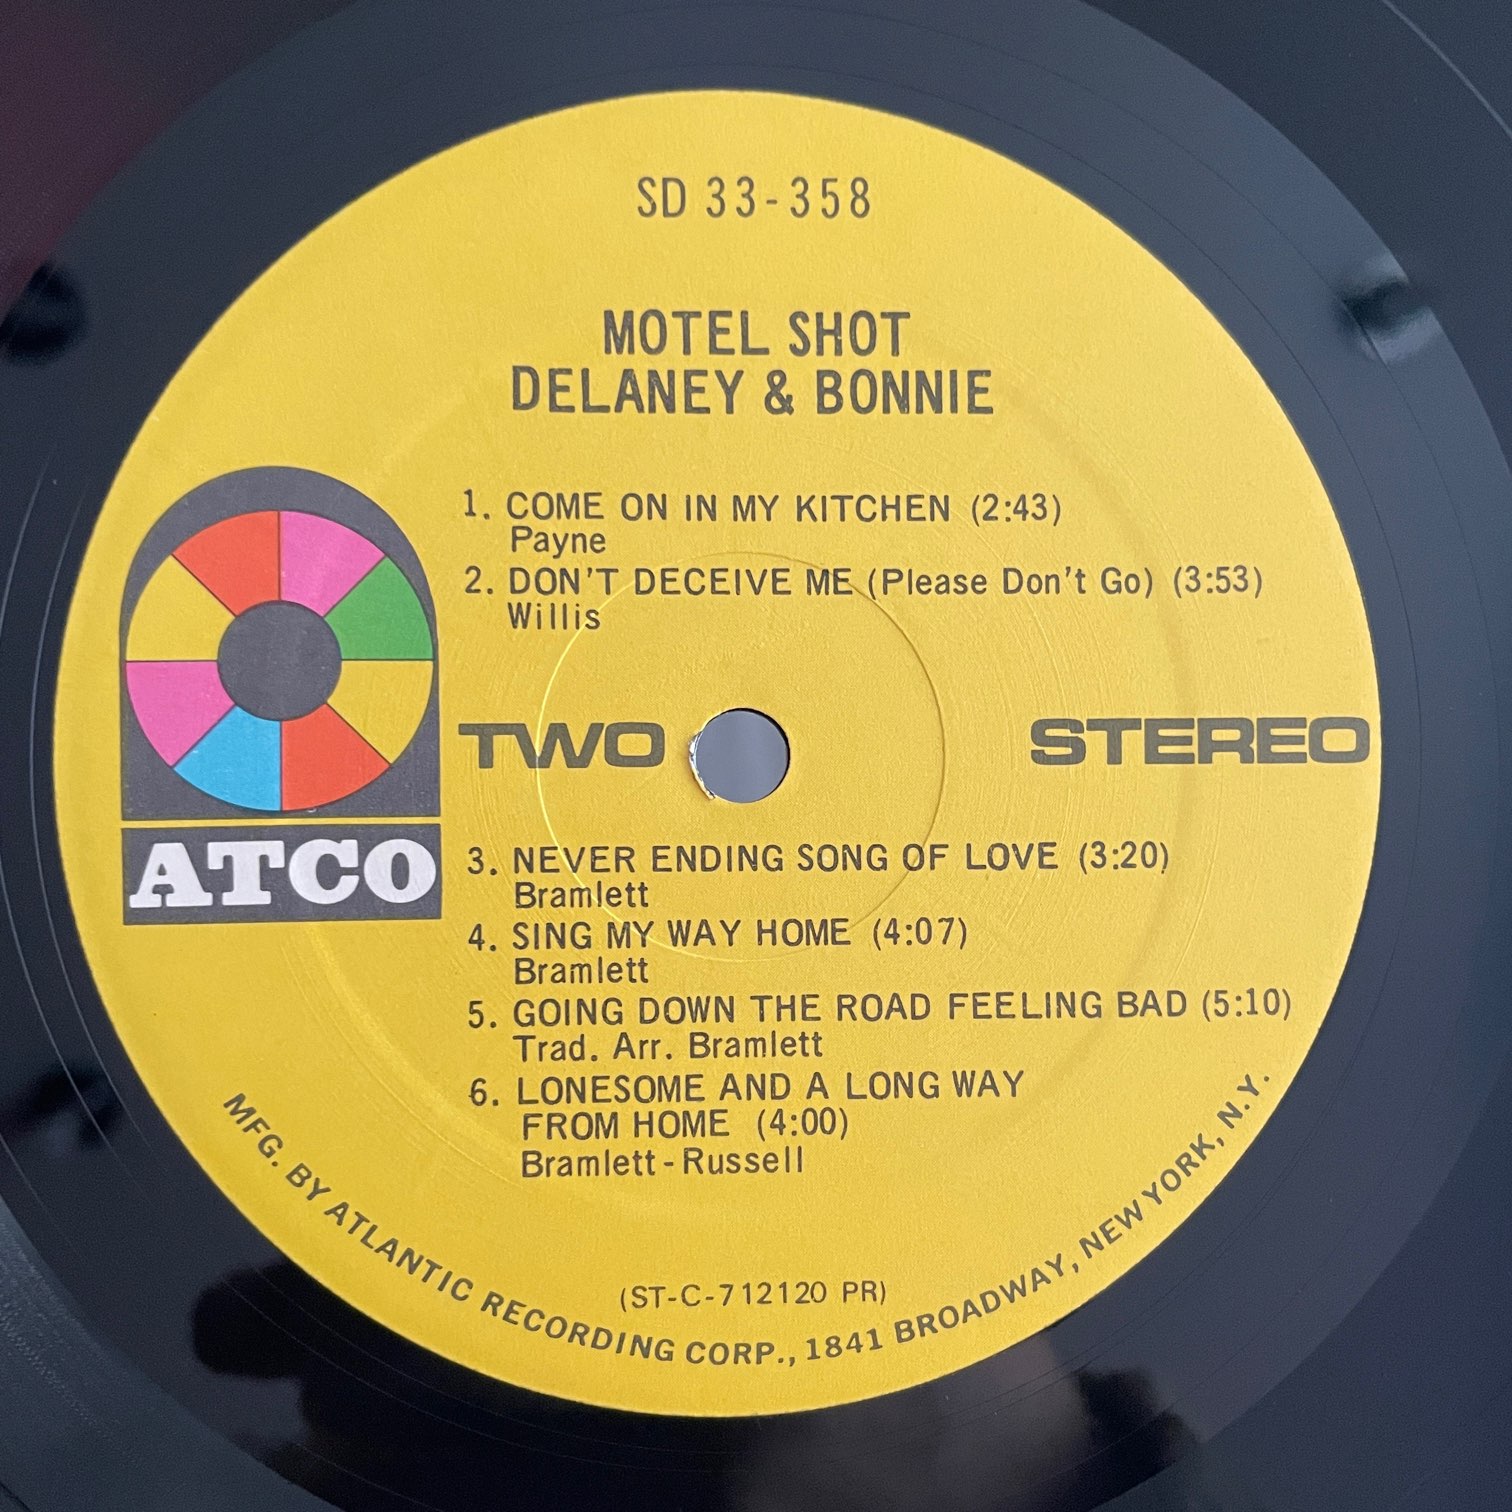 SD 33-358
MOTEL SHOT
DELANEY & BONNIE
1. COME ON IN MY KITCHEN (2:43)
Payne
2. DON'T DECEIVE ME (Please Don't Go) (3:53)
Willis
TWO
STEREO
ATCO
3. NEVER ENDING SONG OF LOVE (3:20)
Bramlett
4. SING MY WAY HOME (4:07)
Bramlett
5. GOING DOWN THE ROAD FEELING BAD (5:10)
Trad. Arr. Bramlett
6. LONESOME AND A LONG WAY
FROM HOME (4:00)
Bramlett-Russell
(ST-C-712120 PR)
MFG. BY ATLANTIC RECORDING CORP., 1841 BROADWAY, NEW YORK, N.Y.